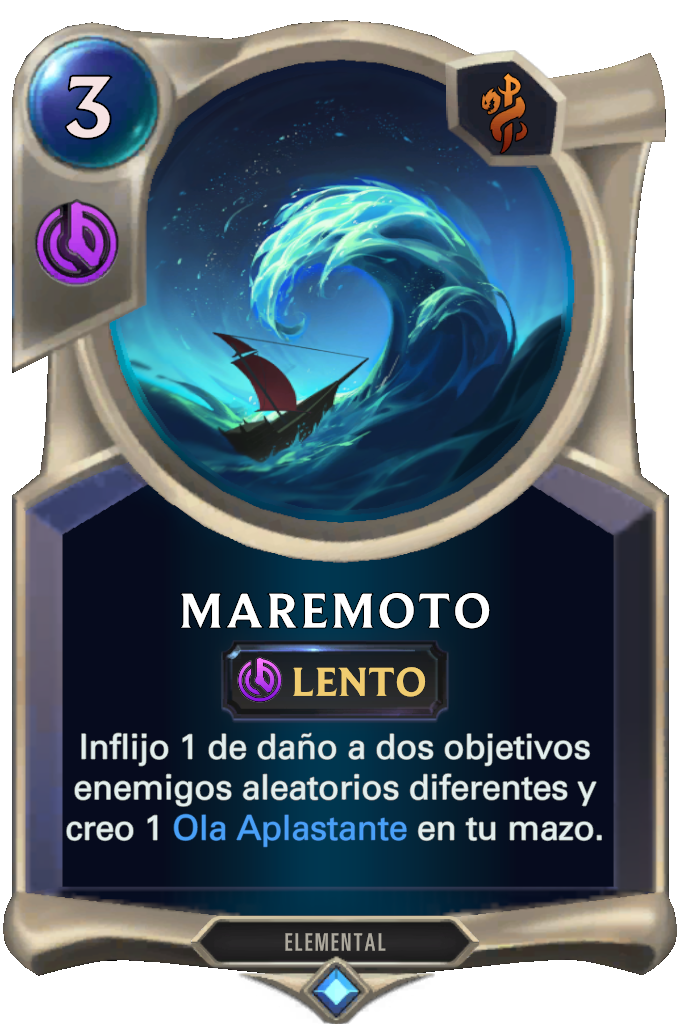 3
MAREMOTO
LENTO
Inflijo 1 de daño a dos objetivos
enemigos aleatorios diferentes y
creo 1 Ola Aplastante en tu mazo.
ELEMENTAL